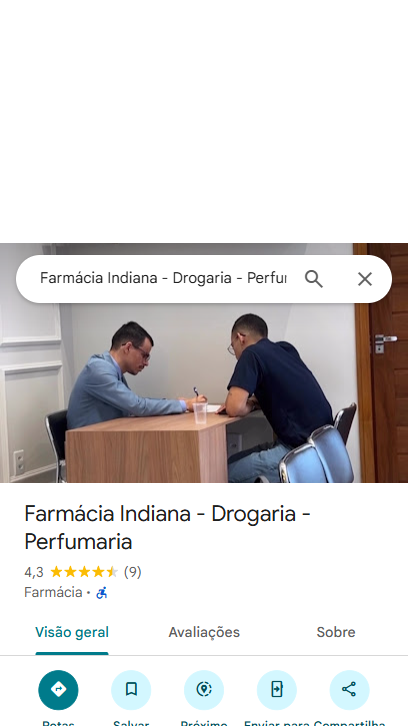 Farmácia Indiana - Drogaria - Perfu
Farmácia Indiana - Drogaria -
Perfumaria
4,3 (9)
Farmácia •
Visão geral Avaliações Sobre
Rotas Salvar Próximo Enviar para Compartilha